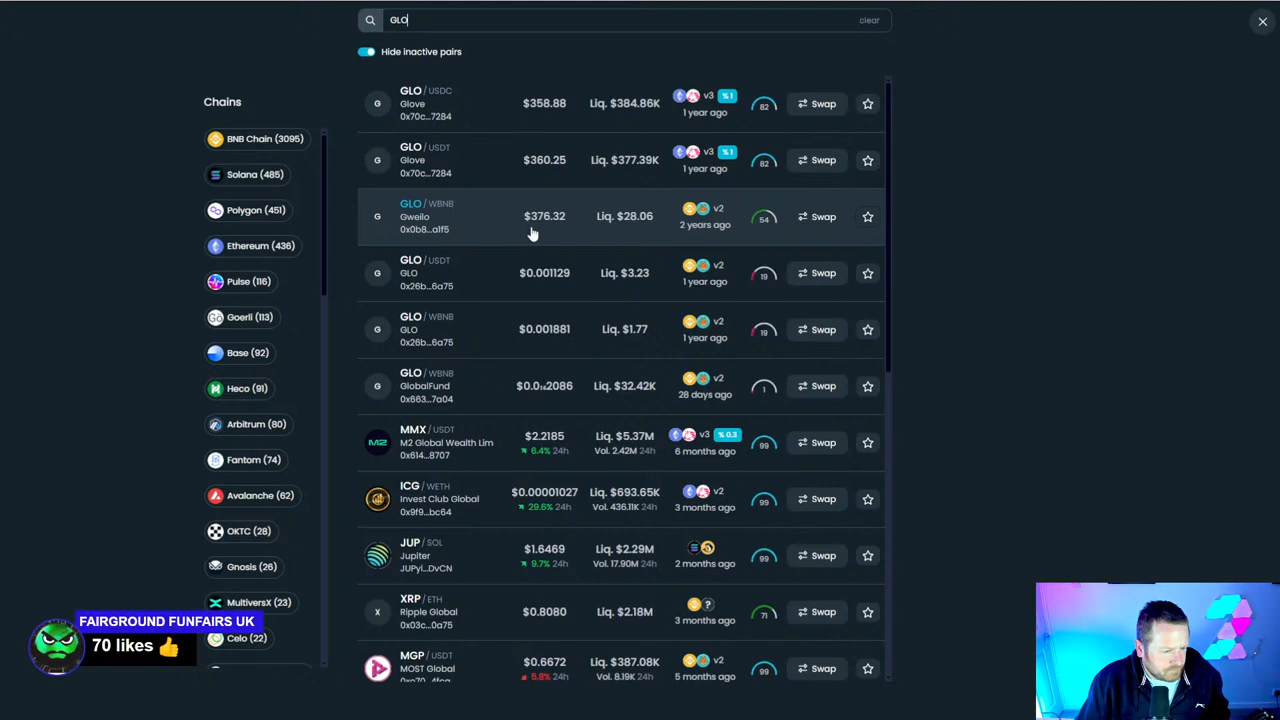 GLO
clear
Hide inactive pairs
Chains
BNB Chain (3095)
Solana (485)
Polygon (451)
Ethereum (436)
Pulse (116)
Goerli (113)
Base (92)
Heco (91)
Arbitrum (80)
Fantom (74)
Avalanche (62)
OKTC (28)
Gnosis (26)
MultiversX (23)
Celo (22)
G
GLO / USDC
Glove
0x70c...7284
$358.88
Liq. $384.86K
v3 % 1
1 year ago
82
Swap
G
GLO / USDT
Glove
0x70c...7284
$360.25
Liq. $377.39K
v3 % 1
1 year ago
82
Swap
G
GLO / WBNB
Gweilo
0x0b8...a1f5
$376.32
Liq. $28.06
v2
2 years ago
54
Swap
G
GLO / USDT
GLO
0x26b...6a75
$0.001129
Liq. $3.23
v2
1 year ago
19
Swap
G
GLO / WBNB
GLO
0x26b...6a75
$0.001881
Liq. $1.77
v2
1 year ago
19
Swap
G
GLO / WBNB
GlobalFund
0x663...7a04
Liq. $32.42K
v2
28 days ago
1
Swap
M2
MMX / USDT
M2 Global Wealth Lim
0x614...8707
$2.2185
6.4% 24h
Liq. $5.37M
Vol. 2.42M 24h
v3 % 0.3
6 months ago
99
Swap
ICG / WETH
Invest Club Global
0x9f9...bc64
$0.00001027
29.6% 24h
Liq. $693.65K
Vol. 436.11K 24h
v2
3 months ago
99
Swap
JUP / SOL
Jupiter
JUPyi...DvCN
$1.6469
9.7% 24h
Liq. $2.29M
Vol. 17.90M 24h
2 months ago
99
Swap
X
XRP / ETH
Ripple Global
0x03c...0a75
$0.8080
Liq. $2.18M
?
3 months ago
71
Swap
MGP / USDT
MOST Global
$0.6672
5.8% 24h
Liq. $387.08K
Vol. 8.19K 24h
v2
5 months ago
99
Swap
FAIRGROUND FUNFAIRS UK
70 likes 👍